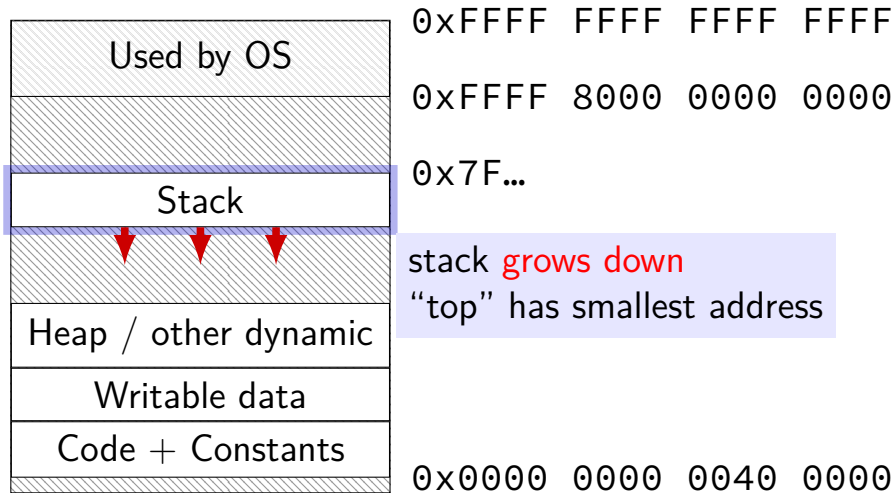 0xFFFF FFFF FFFF FFFF
Used by OS
0xFFFF 8000 0000 0000
0x7F…
Stack
stack grows down
“top” has smallest address
Heap / other dynamic
Writable data
Code + Constants
0x0000 0000 0040 0000